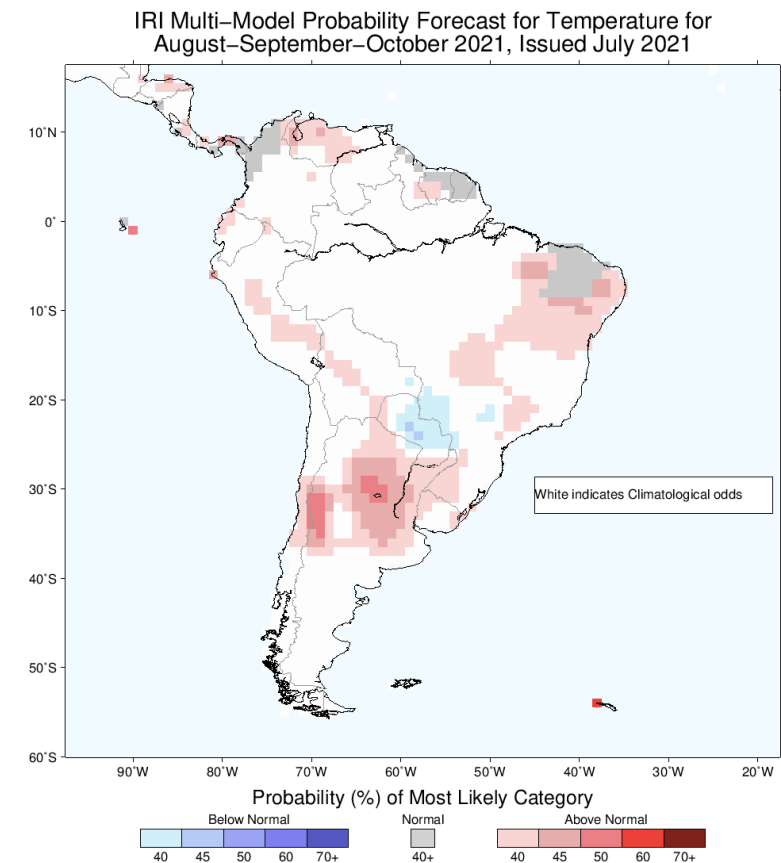 IRI Multi−Model Probability Forecast for Temperature for
August−September−October 2021, Issued July 2021
10˚N
0˚
10˚S
20˚S
30˚S
White indicates Climatological odds
40˚S
50˚S
60˚S
90˚W 80˚W 70˚W 60˚W 50˚W 40˚W 30˚W 20˚W
Probability (%) of Most Likely Category
Below Normal Normal Above Normal
40 45 50 60 70+ 40+ 40 45 50 60 70+